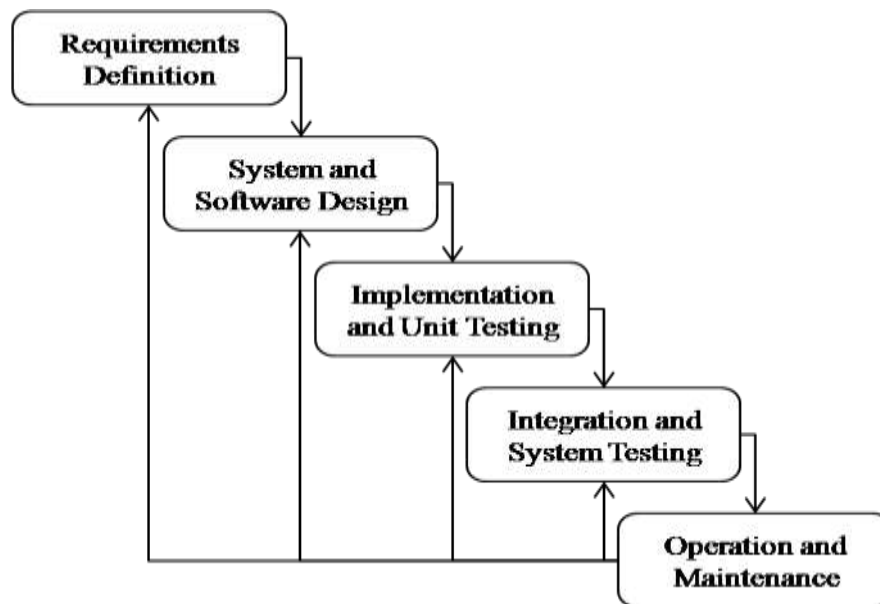 Requirements
Definition
System and
Software Design
Implementation
and Unit Testing
Integration and
System Testing
Operation and
Maintenance